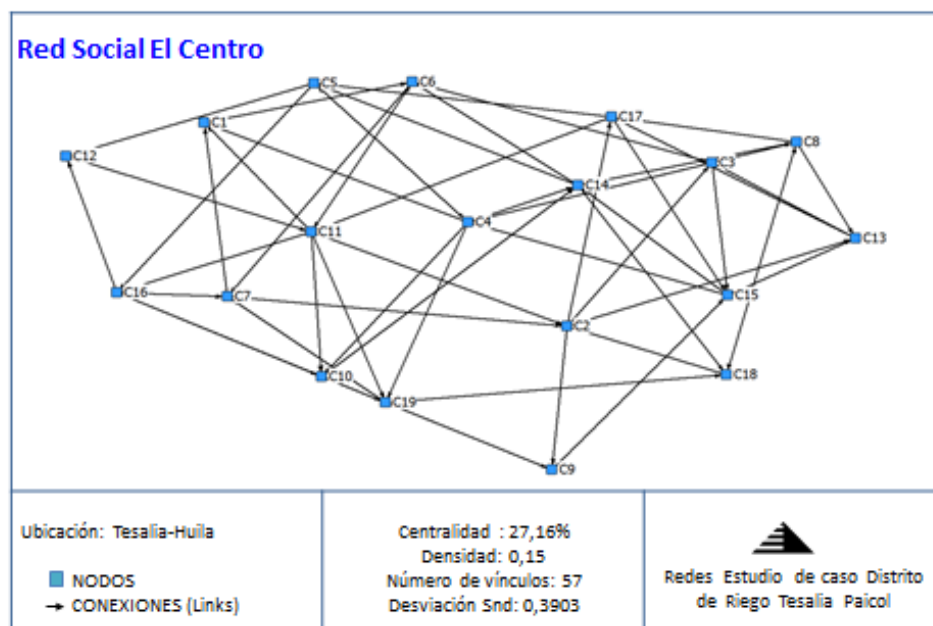 Red Social El Centro
C5
C6
C17
C1
C8
C12
C3
C14
C4
C11
C13
C16
C7
C15
C2
C10
C18
C19
C9
Ubicación: Tesalia-Huila
NODOS
CONEXIONES (Links)
Centralidad : 27,16%
Densidad: 0,15
Número de vínculos: 57
Desviación Snd: 0,3903
Redes Estudio de caso Distrito
de Riego Tesalia Paicol